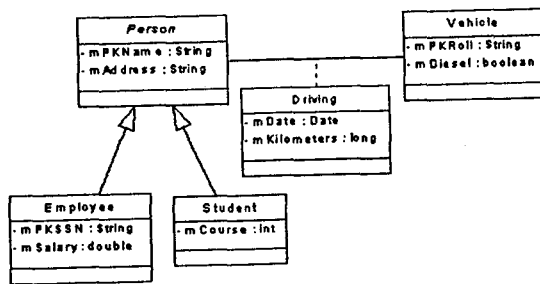 Person
- mPKName : String
- mAddress : String
Vehicle
- mPKRoll : String
- mDiesel : boolean
Driving
- mDate : Date
- mKilometers : long
Employee
- mPKSSN : String
- mSalary : double
Student
- mCourse : int